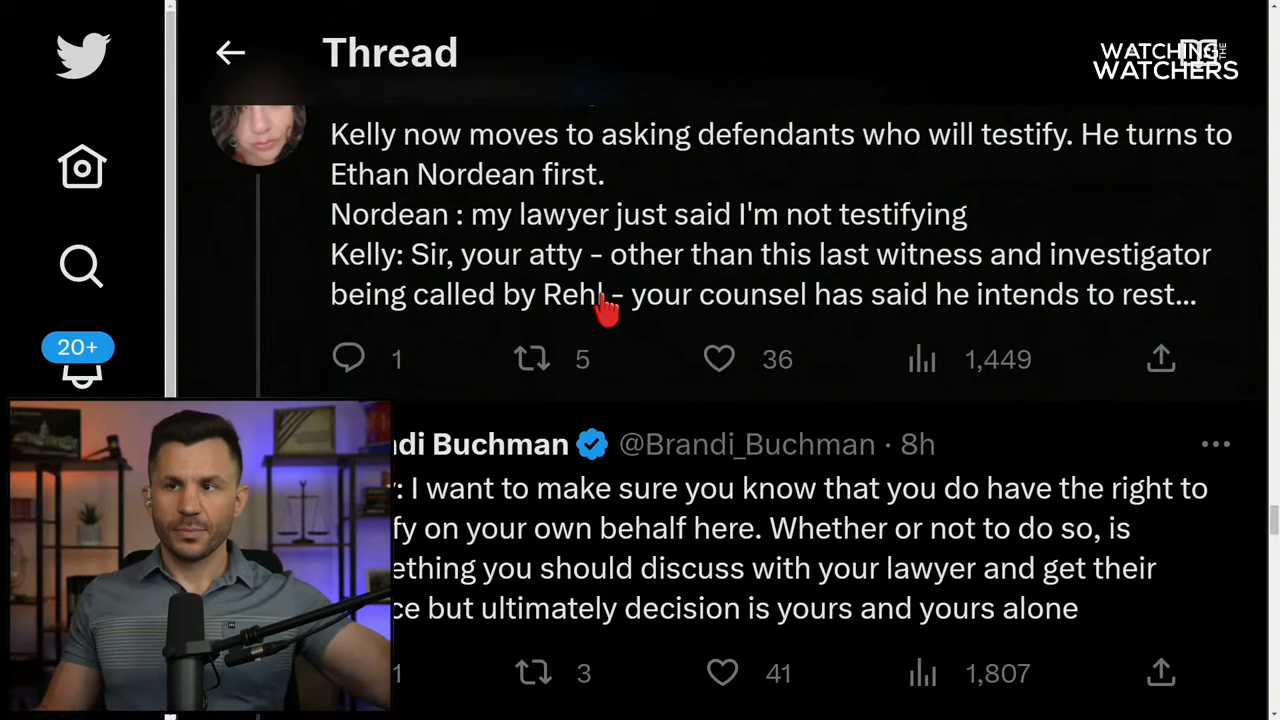 Thread
WATCHING THE
WATCHERS
Kelly now moves to asking defendants who will testify. He turns to
Ethan Nordean first.
Nordean : my lawyer just said I'm not testifying
Kelly: Sir, your atty - other than this last witness and investigator
being called by Rehl - your counsel has said he intends to rest...
1 5 36 1,449
20+
di Buchman @Brandi_Buchman · 8h
: I want to make sure you know that you do have the right to
fy on your own behalf here. Whether or not to do so, is
ething you should discuss with your lawyer and get their
ce but ultimately decision is yours and yours alone
1 3 41 1,807